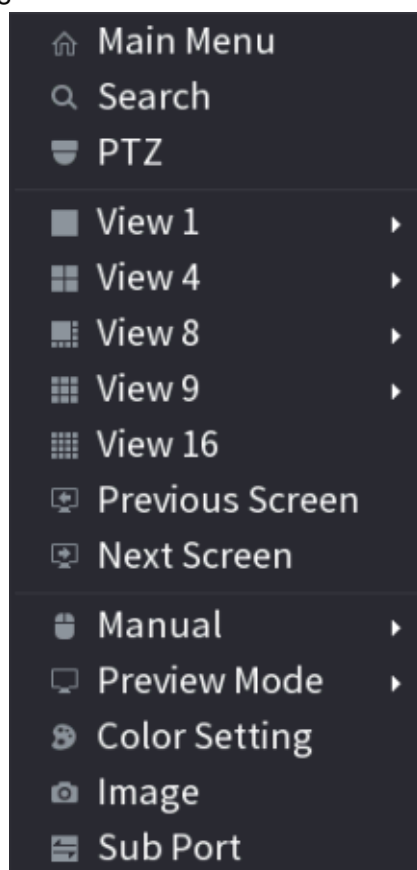 Main Menu
Search
PTZ
View 1
View 4
View 8
View 9
View 16
Previous Screen
Next Screen
Manual
Preview Mode
Color Setting
Image
Sub Port